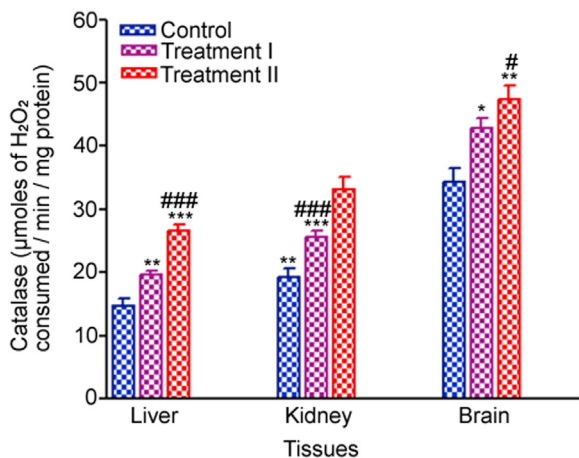 60
50
40
30
20
10
0
Catalase (μmoles of H₂O₂
consumed / min / mg protein)
Control
Treatment I
Treatment II
**
###
***
**
###
***
*
#
**
Liver
Kidney
Brain
Tissues